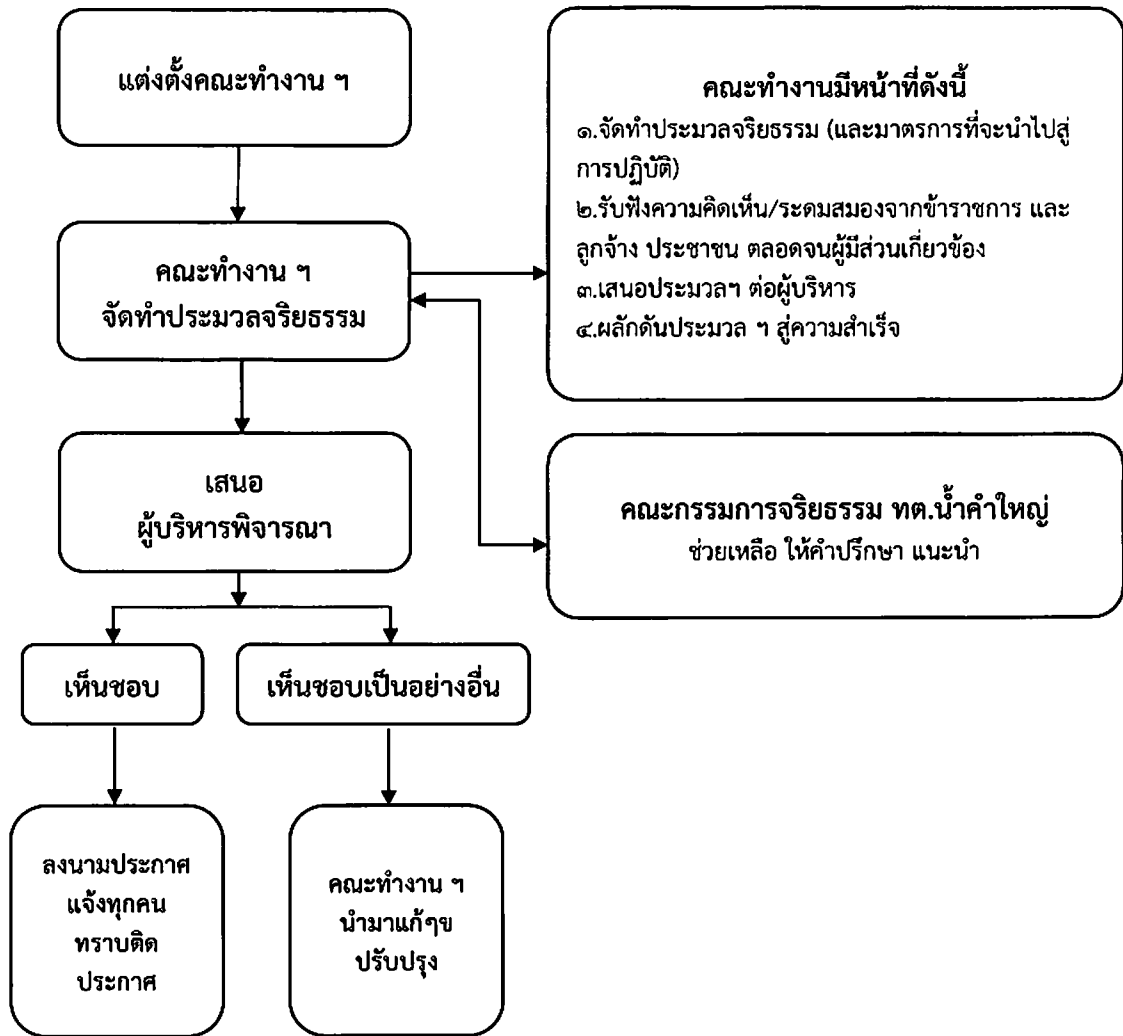 แต่งตั้งคณะทำงาน ฯ
คณะทำงานมีหน้าที่ดังนี้
๑.จัดทำประมวลจริยธรรม (และมาตรการที่จะนำไปสู่
การปฏิบัติ)
๒.รับฟังความคิดเห็น/ระดมสมองจากข้าราชการ และ
ลูกจ้าง ประชาชน ตลอดจนผู้มีส่วนเกี่ยวข้อง
๓.เสนอประมวลฯ ต่อผู้บริหาร
๔.ผลักดันประมวล ฯ สู่ความสำเร็จ
คณะทำงาน ฯ
จัดทำประมวลจริยธรรม
คณะกรรมการจริยธรรม ทต.น้ำคำใหญ่
ช่วยเหลือ ให้คำปรึกษา แนะนำ
เสนอ
ผู้บริหารพิจารณา
เห็นชอบ
เห็นชอบเป็นอย่างอื่น
ลงนามประกาศ
แจ้งทุกคน
ทราบติด
ประกาศ
คณะทำงาน ฯ
นำมาแก้ๆข
ปรับปรุง